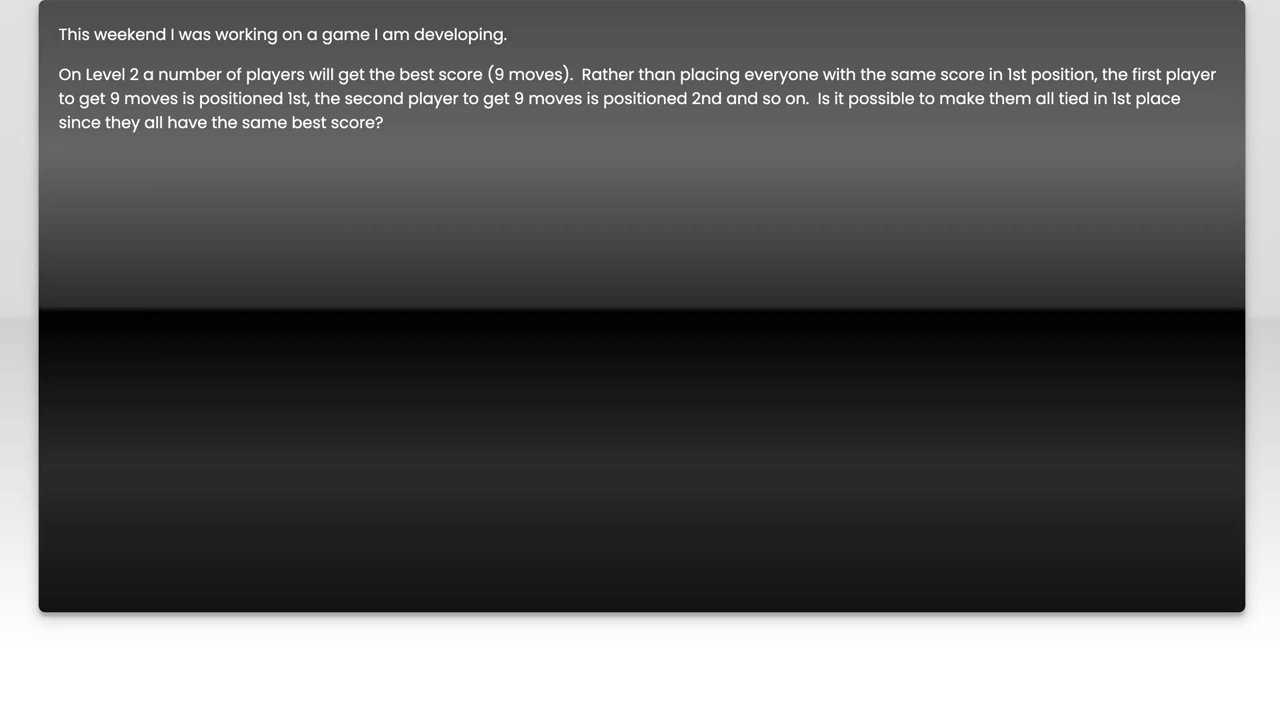 This weekend I was working on a game I am developing.
On Level 2 a number of players will get the best score (9 moves).  Rather than placing everyone with the same score in 1st position, the first player
to get 9 moves is positioned 1st, the second player to get 9 moves is positioned 2nd and so on.  Is it possible to make them all tied in 1st place
since they all have the same best score?